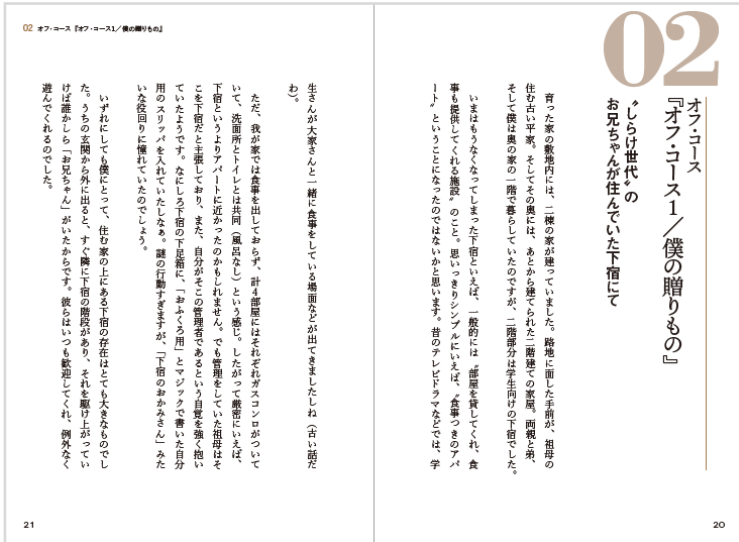 02
オフ・コース
『オフ・コース1／僕の贈りもの』
〝しらけ世代〟の
お兄ちゃんが住んでいた下宿にて
育った家の敷地内には、二棟の家が建っていました。路地に面した手前が、祖母の
住む古い平家。そしてその奥には、あとから建てられた二階建ての家屋。両親と弟、
そして僕は奥の家の一階で暮らしていたのですが、二階部分は学生向けの下宿でした。
いまはもうなくなってしまった下宿といえば、一般的には〝部屋を貸してくれ、食
事も提供してくれる施設〟のこと。思いっきりシンプルにいえば、〝食事つきのアパ
ート〟ということになったのではないかと思います。昔のテレビドラマなどでは、学
20
02 オフ・コース『オフ・コース1／僕の贈りもの』
生さんが大家さんと一緒に食事をしている場面などが出てきましたしね（古い話だ
わ）。
ただ、我が家では食事を出しておらず、計4部屋にはそれぞれガスコンロがついて
いて、洗面所とトイレとは共同（風呂なし）という感じ。したがって厳密にいえば、
下宿というよりアパートに近かったのかもしれません。でも管理をしていた祖母はそ
こを下宿だと主張しており、また、自分がそこの管理者であるという自覚を強く抱い
ていたようです。なにしろ下宿の下足箱に、「おふくろ用」とマジックで書いた自分
用のスリッパを入れていたしなぁ。謎の行動すぎますが、「下宿のおかみさん」みた
いな役回りに憧れていたのでしょう。
いずれにしても僕にとって、住む家の上にある下宿の存在はとても大きなものでし
た。うちの玄関から外に出ると、すぐ隣に下宿の階段があり、それを駆け上がってい
けば誰かしら「お兄ちゃん」がいたからです。彼らはいつも歓迎してくれ、例外なく
遊んでくれるのでした。
21